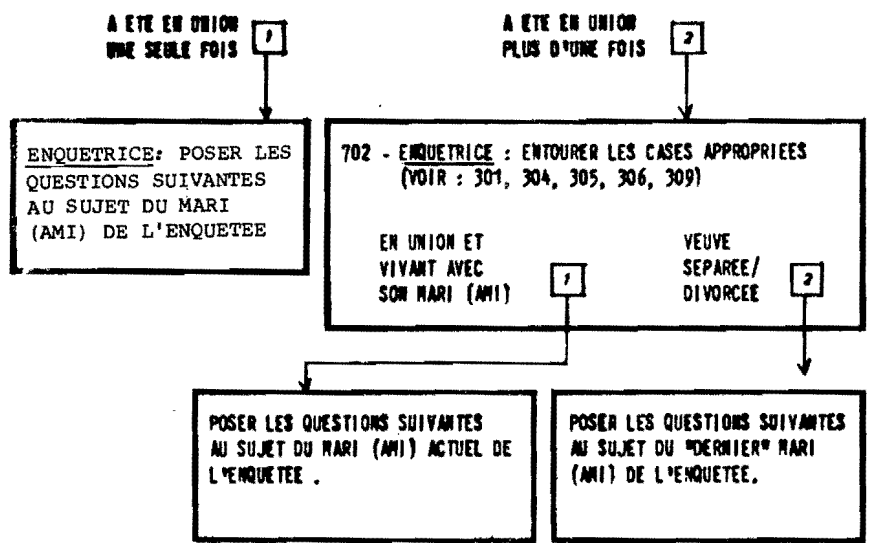 A ETE EN UNION
UNE SEULE FOIS 1
A ETE EN UNION
PLUS D'UNE FOIS 2
ENQUETRICE: POSER LES
QUESTIONS SUIVANTES
AU SUJET DU MARI
(AMI) DE L'ENQUETEE
702 - ENQUETRICE : ENTOURER LES CASES APPROPRIEES
(VOIR : 301, 304, 305, 306, 309)
EN UNION ET
VIVANT AVEC
SON MARI (AMI) 1
VEUVE
SEPAREE/
DIVORCEE 2
POSER LES QUESTIONS SUIVANTES
AU SUJET DU MARI (AMI) ACTUEL DE
L'ENQUETEE .
POSER LES QUESTIONS SUIVANTES
AU SUJET DU "DERNIER" MARI
(AMI) DE L'ENQUETEE.